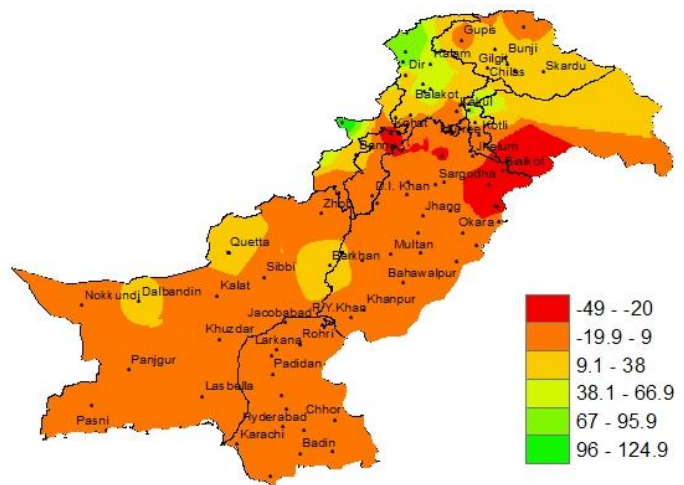 Gupis
Kalam
Gilgit
Bunji
Dir
Chilas
Skardu
Balakot
Kakul
Kohat
Kotli
Jhelum
Sialkot
Sargodha
D.I. Khan
Zhob
Jhang
Okara
Quetta
Multan
Barkhan
Sibbi
Bahawalpur
Nokkundi
Dalbandin
Kalat
Khanpur
R.Y.Khan
Jacobabad
Rohri
Khuzdar
Larkana
Panjgur
Padidan
Lasbella
Chhor
Pasni
Hyderabad
Karachi
Badin
-49 - -20
-19.9 - 9
9.1 - 38
38.1 - 66.9
67 - 95.9
96 - 124.9